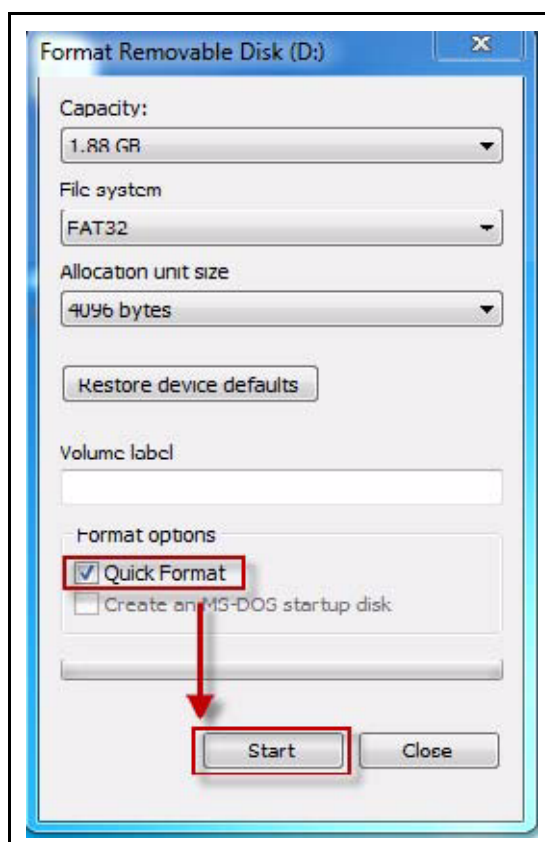 Format Removable Disk (D:)
Capacity:
1.88 GB
File system
FAT32
Allocation unit size
4096 bytes
Restore device defaults
Volume label
Format options
Quick Format
Create an MS-DOS startup disk
Start
Close